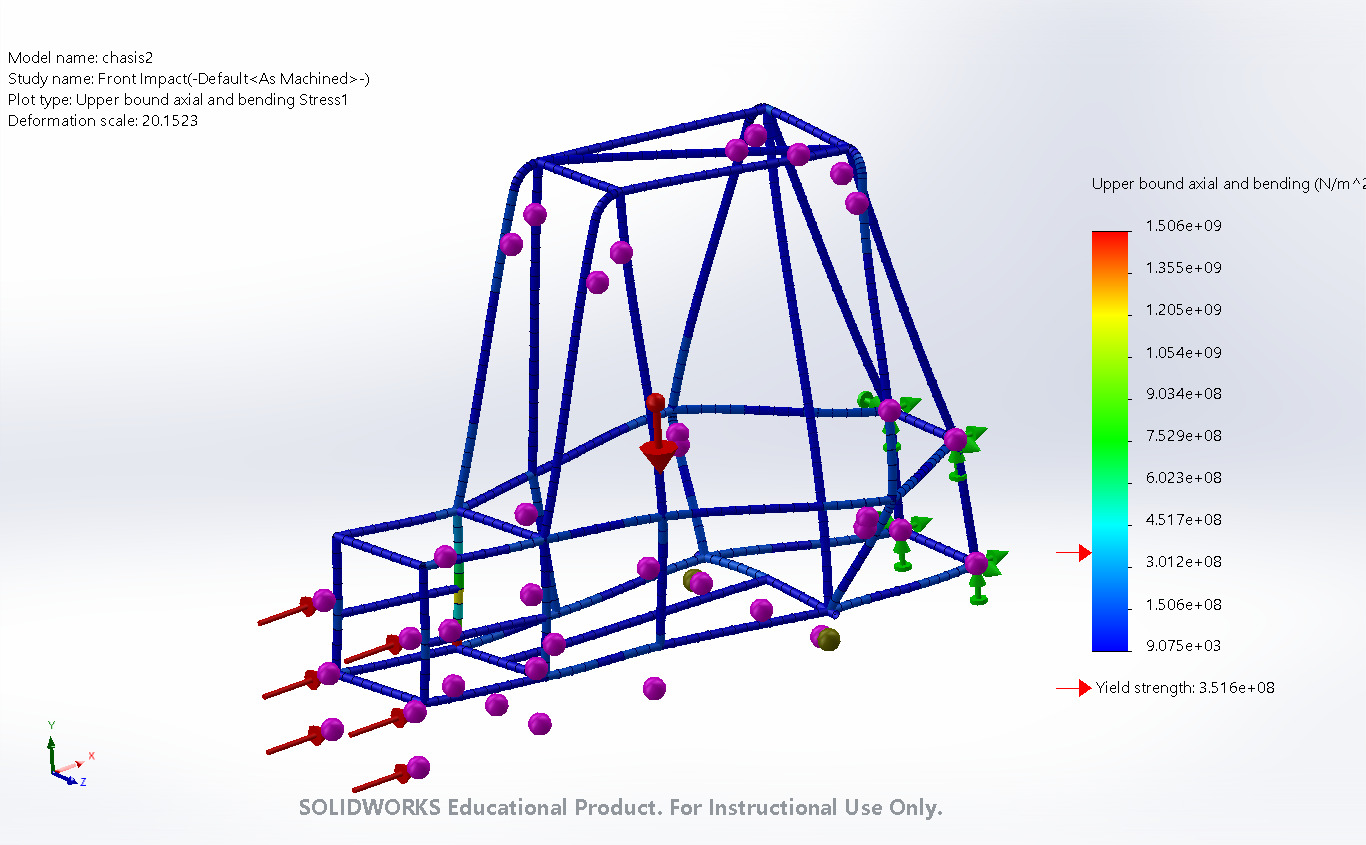 Model name: chasis2
Study name: Front Impact(-Default<As Machined>-)
Plot type: Upper bound axial and bending Stress1
Deformation scale: 20.1523
Upper bound axial and bending (N/m^2
1.506e+09
1.355e+09
1.205e+09
1.054e+09
9.034e+08
7.529e+08
6.023e+08
4.517e+08
3.012e+08
1.506e+08
9.075e+03
Yield strength: 3.516e+08
Y
X
Z
SOLIDWORKS Educational Product. For Instructional Use Only.